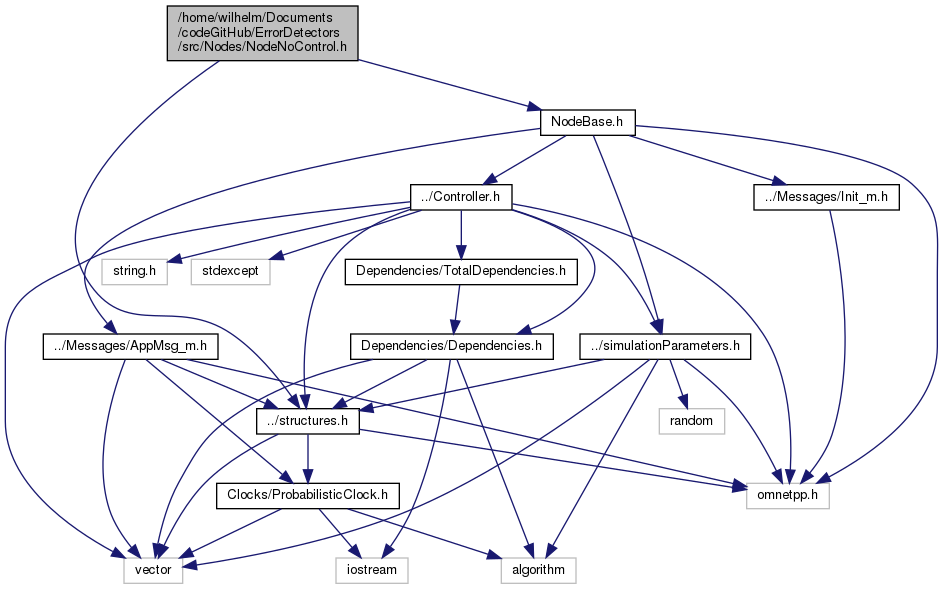 /home/wilhelm/Documents
/codeGitHub/ErrorDetectors
/src/Nodes/NodeNoControl.h
NodeBase.h
../Controller.h
../Messages/Init_m.h
string.h
stdexcept
Dependencies/TotalDependencies.h
../Messages/AppMsg_m.h
Dependencies/Dependencies.h
../simulationParameters.h
../structures.h
random
Clocks/ProbabilisticClock.h
omnetpp.h
vector
iostream
algorithm